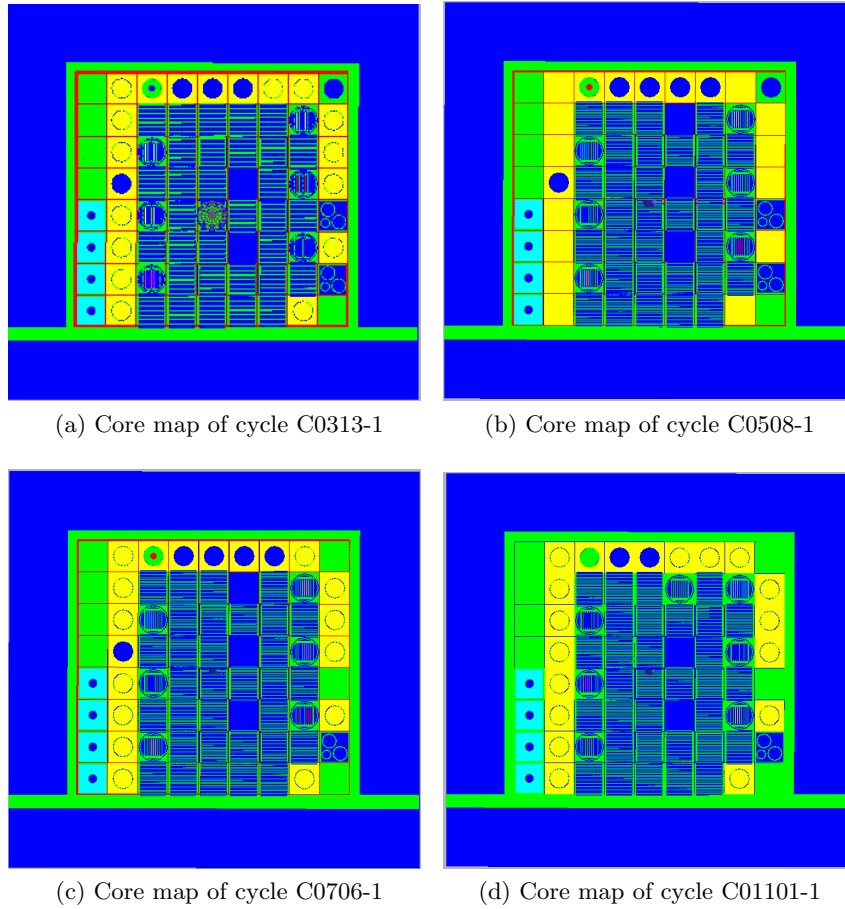 (a) Core map of cycle C0313-1
(b) Core map of cycle C0508-1
(c) Core map of cycle C0706-1
(d) Core map of cycle C01101-1